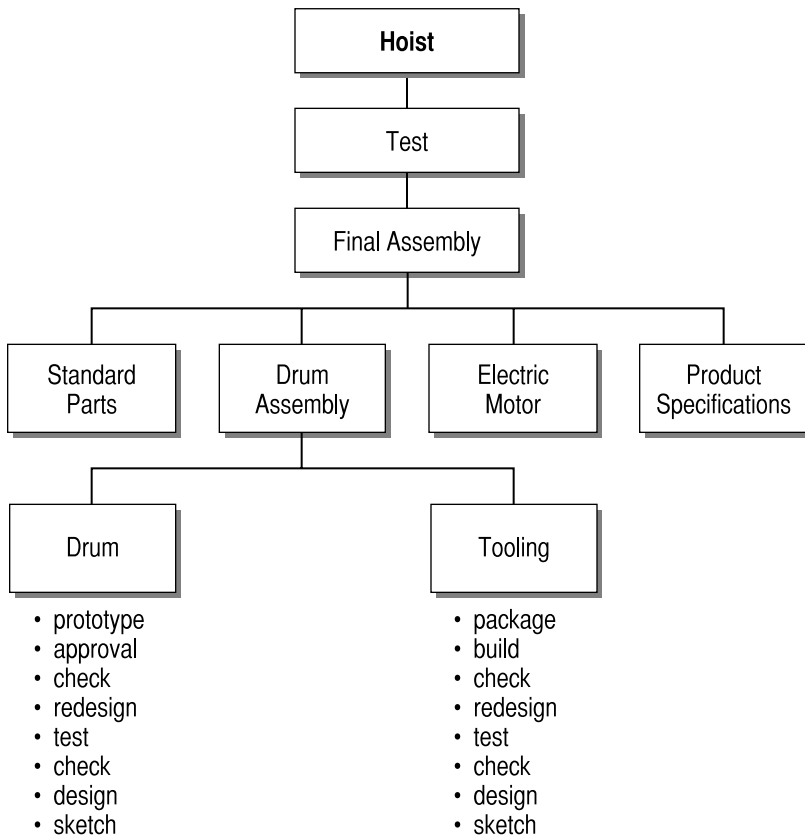 Hoist
Test
Final Assembly
Standard
Parts
Drum
Assembly
Electric
Motor
Product
Specifications
Drum
• prototype
• approval
• check
• redesign
• test
• check
• design
• sketch
Tooling
• package
• build
• check
• redesign
• test
• check
• design
• sketch